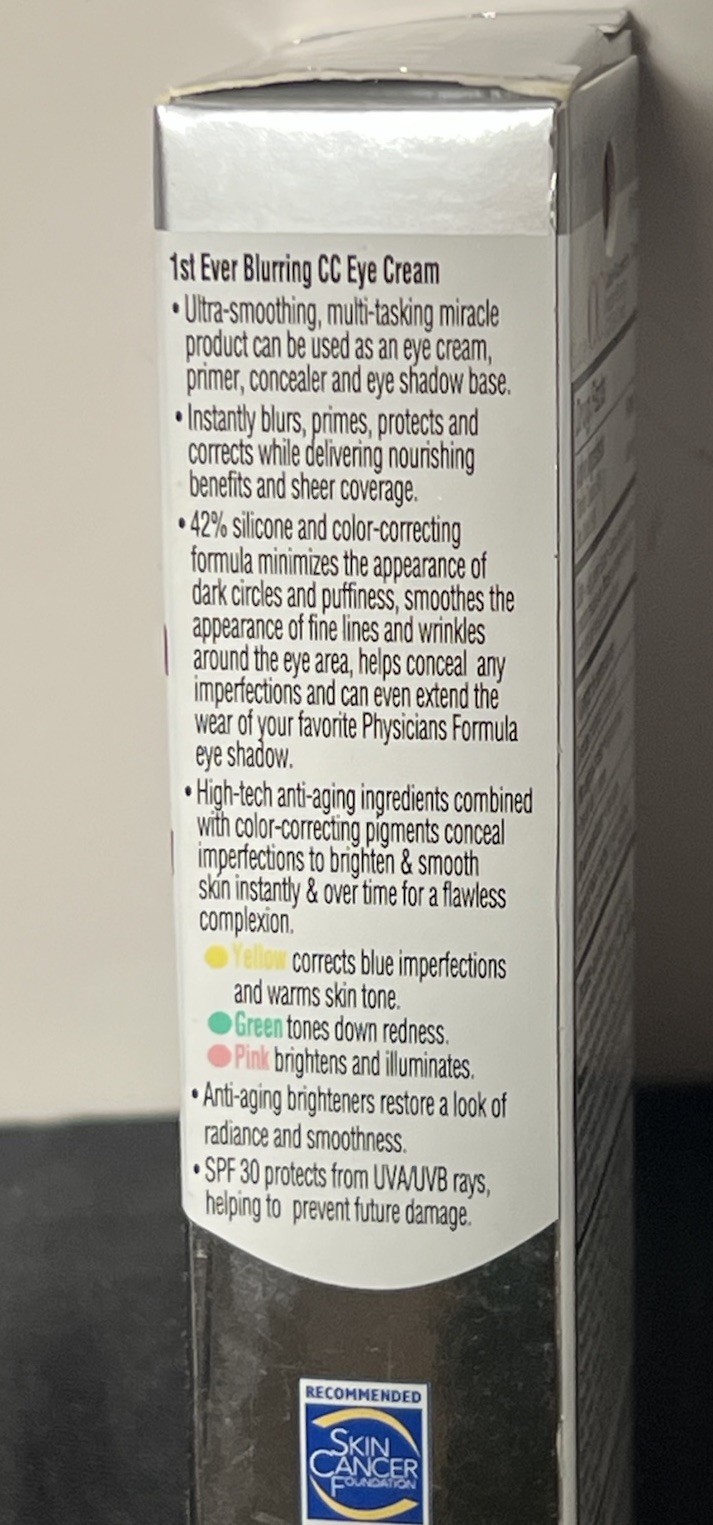 1st Ever Blurring CC Eye Cream
• Ultra-smoothing, multi-tasking miracle
product can be used as an eye cream,
primer, concealer and eye shadow base.
• Instantly blurs, primes, protects and
corrects while delivering nourishing
benefits and sheer coverage.
• 42% silicone and color-correcting
formula minimizes the appearance of
dark circles and puffiness, smoothes the
appearance of fine lines and wrinkles
around the eye area, helps conceal any
imperfections and can even extend the
wear of your favorite Physicians Formula
eye shadow.
• High-tech anti-aging ingredients combined
with color-correcting pigments conceal
imperfections to brighten & smooth
skin instantly & over time for a flawless
complexion.
Yellow corrects blue imperfections
and warms skin tone.
Green tones down redness.
Pink brightens and illuminates.
• Anti-aging brighteners restore a look of
radiance and smoothness.
• SPF 30 protects from UVA/UVB rays,
helping to prevent future damage.
RECOMMENDED
SKIN
CANCER
FOUNDATION